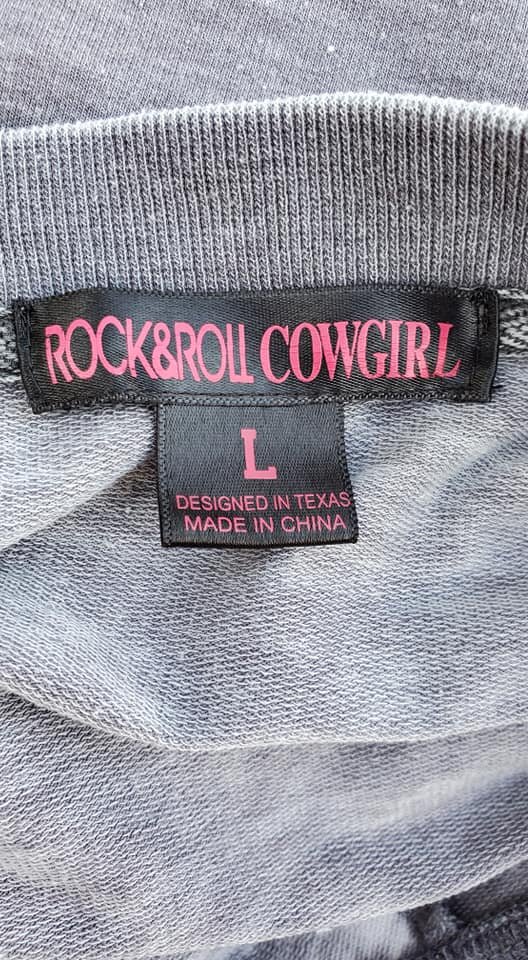 ROCK&ROLL COWGIRL
L
DESIGNED IN TEXAS
MADE IN CHINA